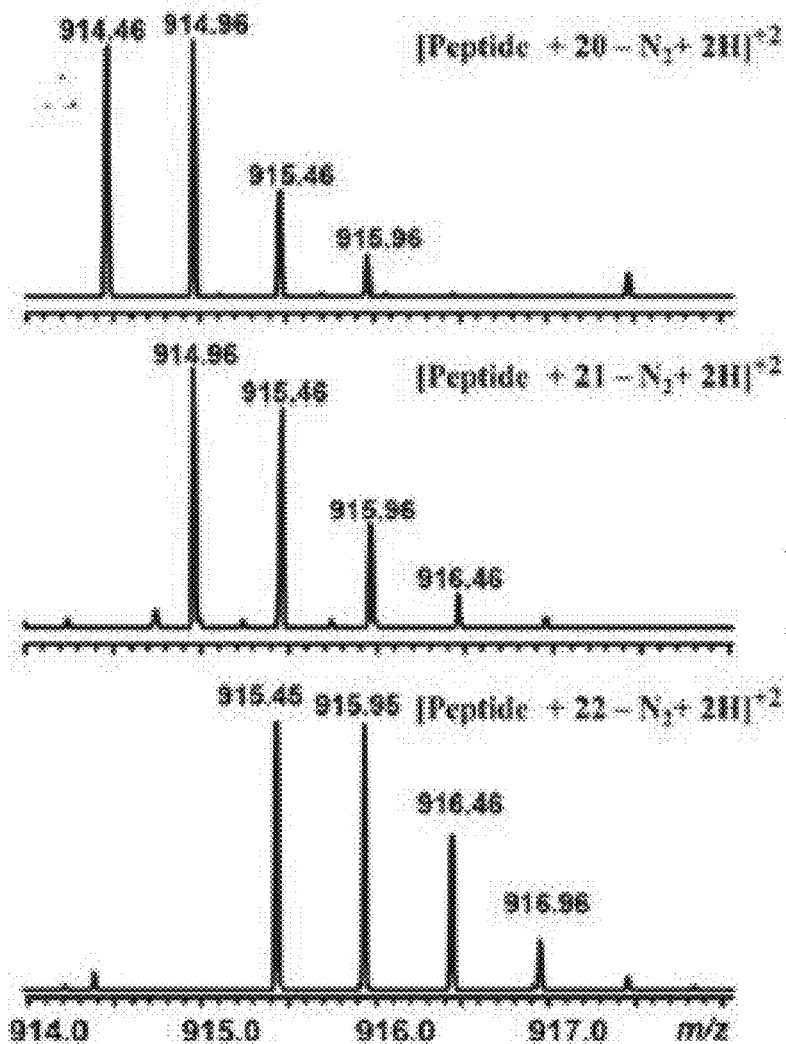 914.46 914.96 [Peptide + 20 – N₂+ 2H]⁺²
915.46
915.96
914.96 [Peptide + 21 – N₂+ 2H]⁺²
915.46
915.96
916.46
915.45 915.95 [Peptide + 22 – N₂+ 2H]⁺²
916.46
916.96
914.0 915.0 916.0 917.0 m/z